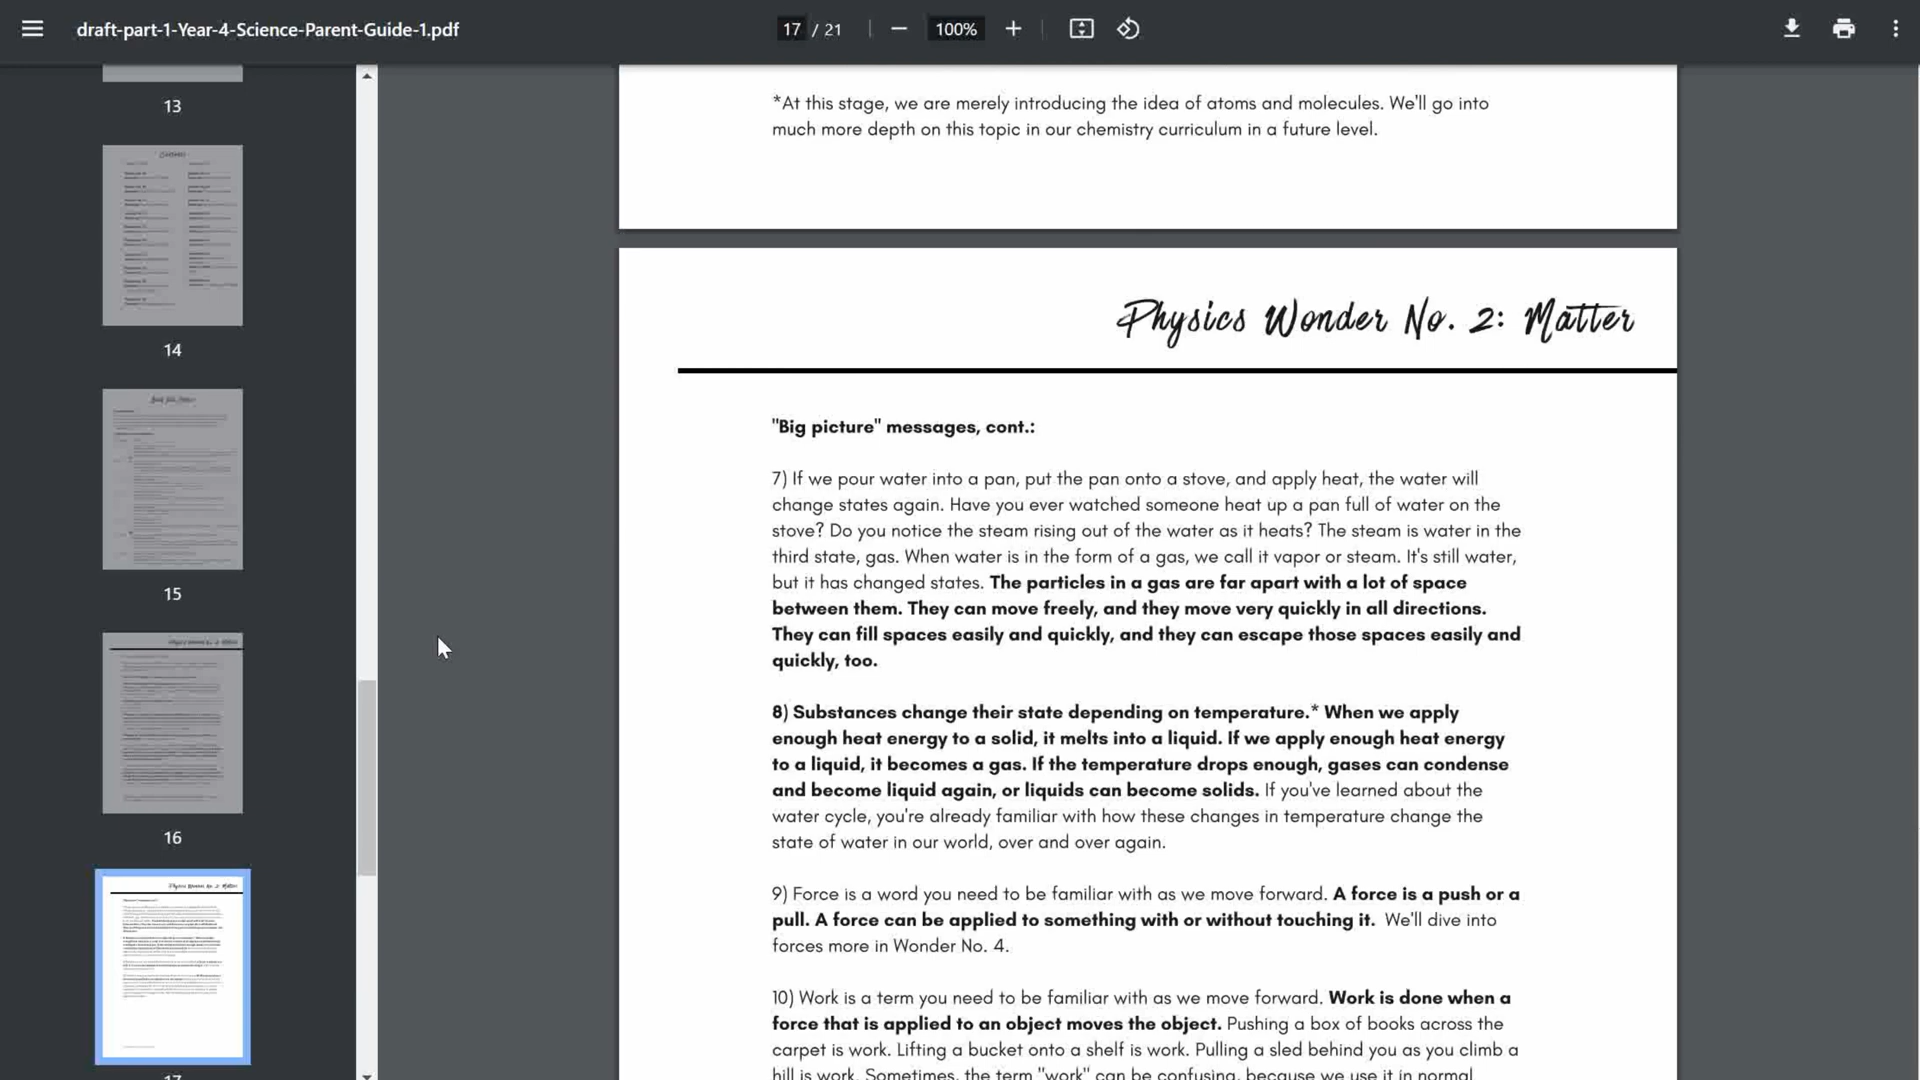 draft-part-1-Year-4-Science-Parent-Guide-1.pdf
17 / 21
100%
13
14
15
16
17
*At this stage, we are merely introducing the idea of atoms and molecules. We'll go into
much more depth on this topic in our chemistry curriculum in a future level.
Physics Wonder No. 2: Matter
"Big picture" messages, cont.:
7) If we pour water into a pan, put the pan onto a stove, and apply heat, the water will
change states again. Have you ever watched someone heat up a pan full of water on the
stove? Do you notice the steam rising out of the water as it heats? The steam is water in the
third state, gas. When water is in the form of a gas, we call it vapor or steam. It's still water,
but it has changed states. The particles in a gas are far apart with a lot of space
between them. They can move freely, and they move very quickly in all directions.
They can fill spaces easily and quickly, and they can escape those spaces easily and
quickly, too.
8) Substances change their state depending on temperature.* When we apply
enough heat energy to a solid, it melts into a liquid. If we apply enough heat energy
to a liquid, it becomes a gas. If the temperature drops enough, gases can condense
and become liquid again, or liquids can become solids. If you've learned about the
water cycle, you're already familiar with how these changes in temperature change the
state of water in our world, over and over again.
9) Force is a word you need to be familiar with as we move forward. A force is a push or a
pull. A force can be applied to something with or without touching it. We'll dive into
forces more in Wonder No. 4.
10) Work is a term you need to be familiar with as we move forward. Work is done when a
force that is applied to an object moves the object. Pushing a box of books across the
carpet is work. Lifting a bucket onto a shelf is work. Pulling a sled behind you as you climb a
hill is work. Sometimes, the term "work" can be confusing, because we use it in normal